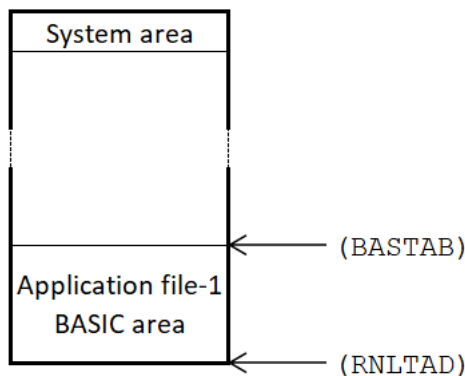 System area
(BASTAB)
Application file-1
BASIC area
(RNLTAD)